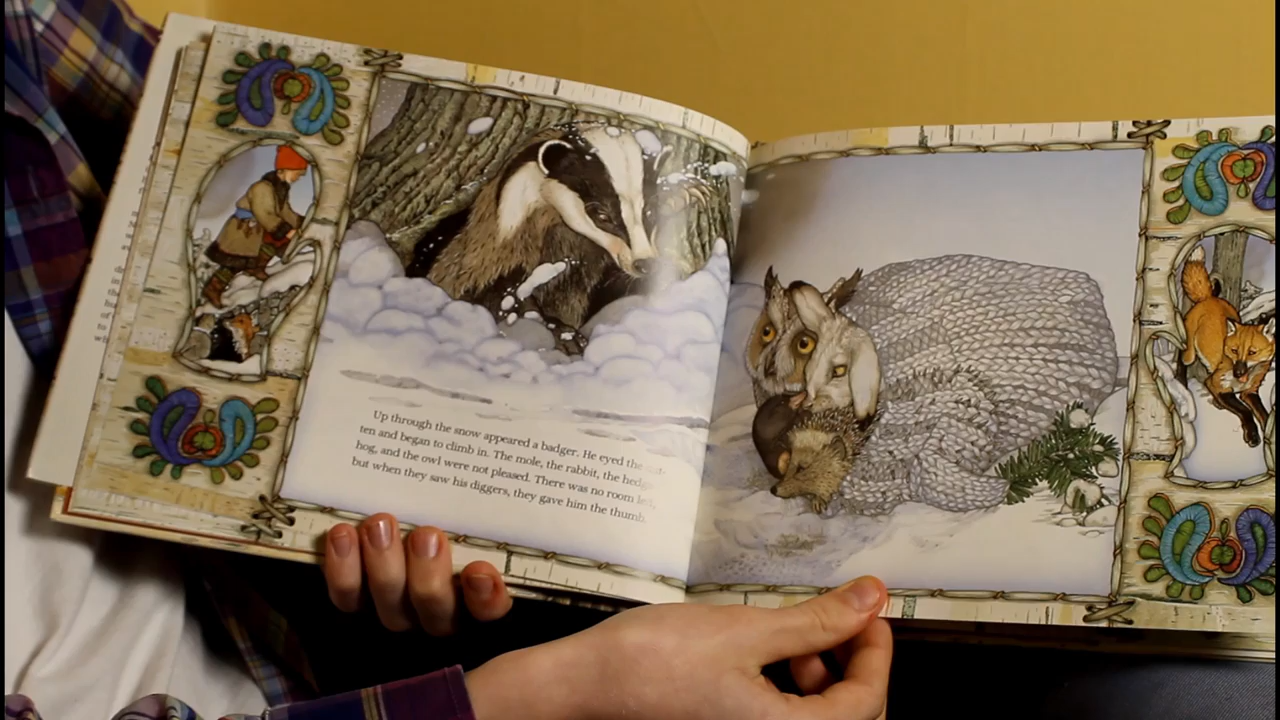 Up through the snow appeared a badger. He eyed the
ten and began to climb in. The mole, the rabbit, the hedge
hog, and the owl were not pleased. There was no room left,
but when they saw his diggers, they gave him the thumb.